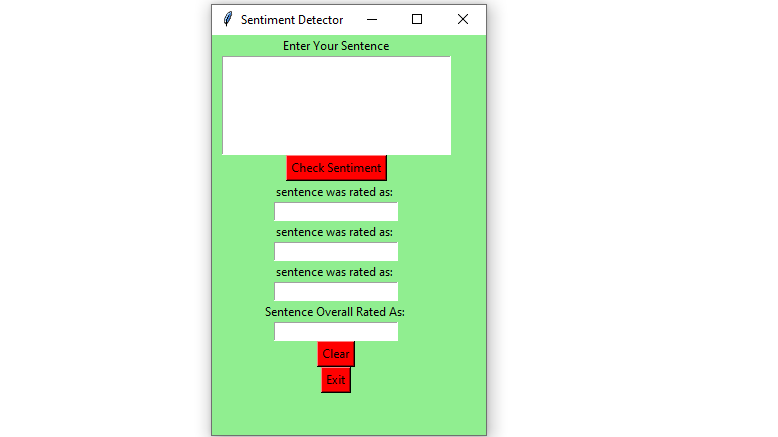 Sentiment Detector
Enter Your Sentence
Check Sentiment
sentence was rated as:
sentence was rated as:
sentence was rated as:
Sentence Overall Rated As:
Clear
Exit